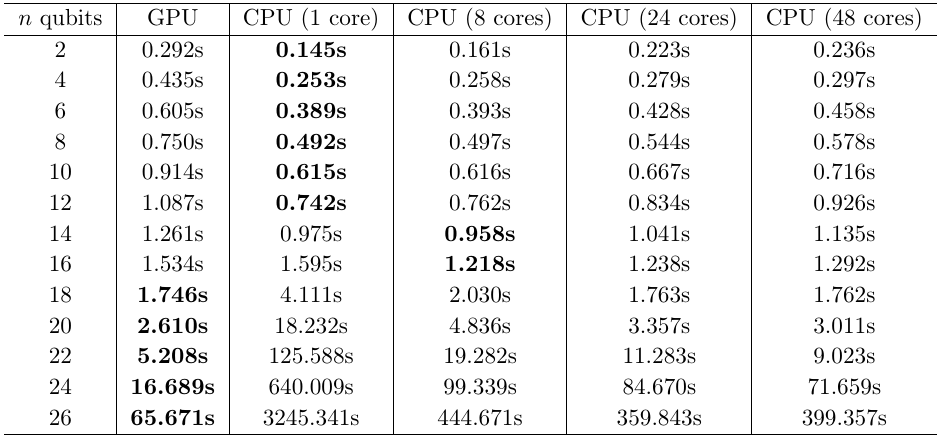 n qubits GPU CPU (1 core) CPU (8 cores) CPU (24 cores) CPU (48 cores)
2 0.292s 0.145s 0.161s 0.223s 0.236s
4 0.435s 0.253s 0.258s 0.279s 0.297s
6 0.605s 0.389s 0.393s 0.428s 0.458s
8 0.750s 0.492s 0.497s 0.544s 0.578s
10 0.914s 0.615s 0.616s 0.667s 0.716s
12 1.087s 0.742s 0.762s 0.834s 0.926s
14 1.261s 0.975s 0.958s 1.041s 1.135s
16 1.534s 1.595s 1.218s 1.238s 1.292s
18 1.746s 4.111s 2.030s 1.763s 1.762s
20 2.610s 18.232s 4.836s 3.357s 3.011s
22 5.208s 125.588s 19.282s 11.283s 9.023s
24 16.689s 640.009s 99.339s 84.670s 71.659s
26 65.671s 3245.341s 444.671s 359.843s 399.357s